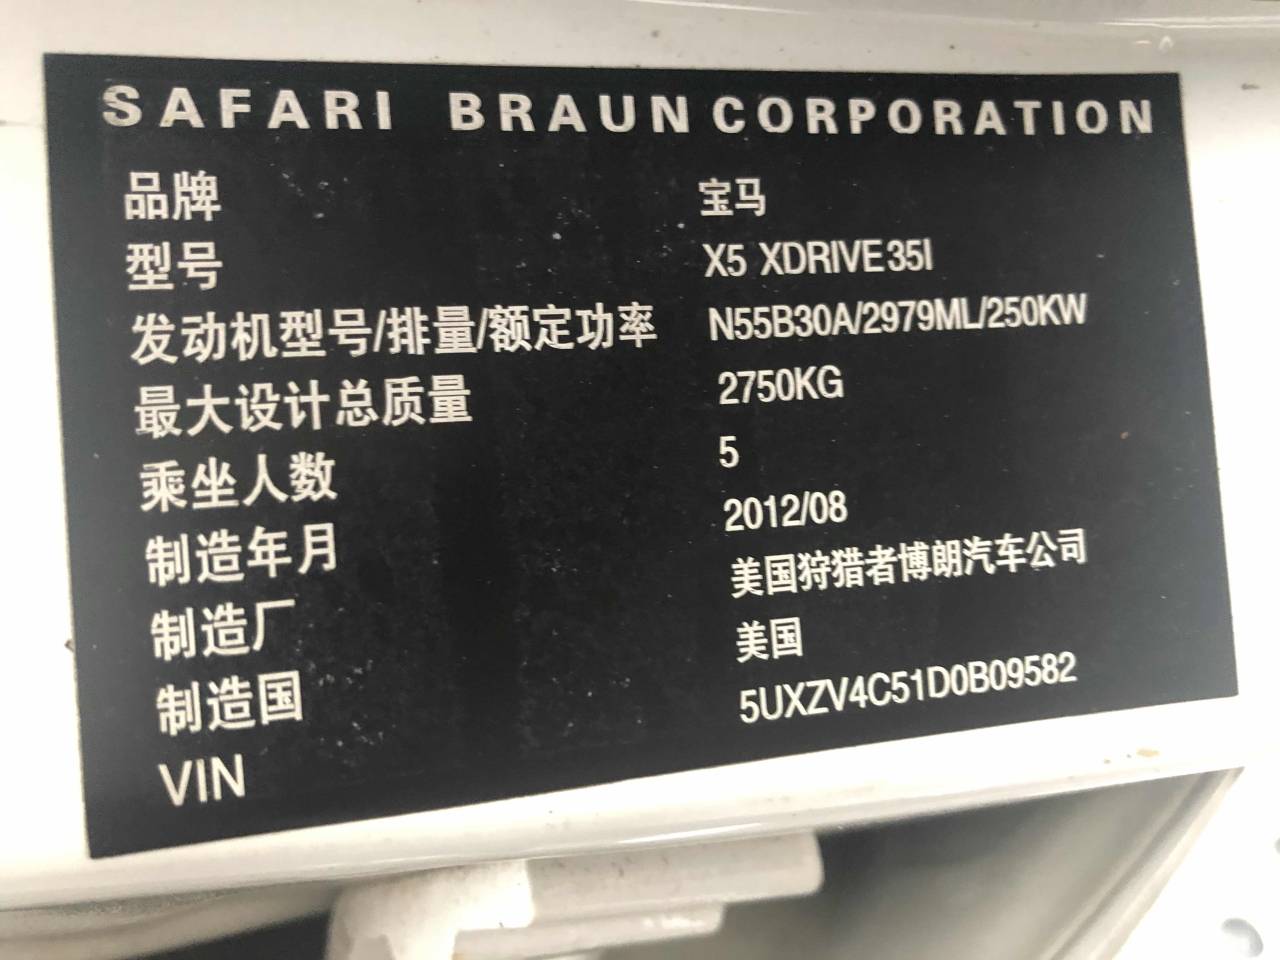 SAFARI BRAUN CORPORATION
品牌 宝马
型号 X5 XDRIVE35I
发动机型号/排量/额定功率 N55B30A/2979ML/250KW
最大设计总质量 2750KG
乘坐人数 5
制造年月 2012/08
制造厂 美国狩猎者博朗汽车公司
制造国 美国
VIN 5UXZV4C51D0B09582